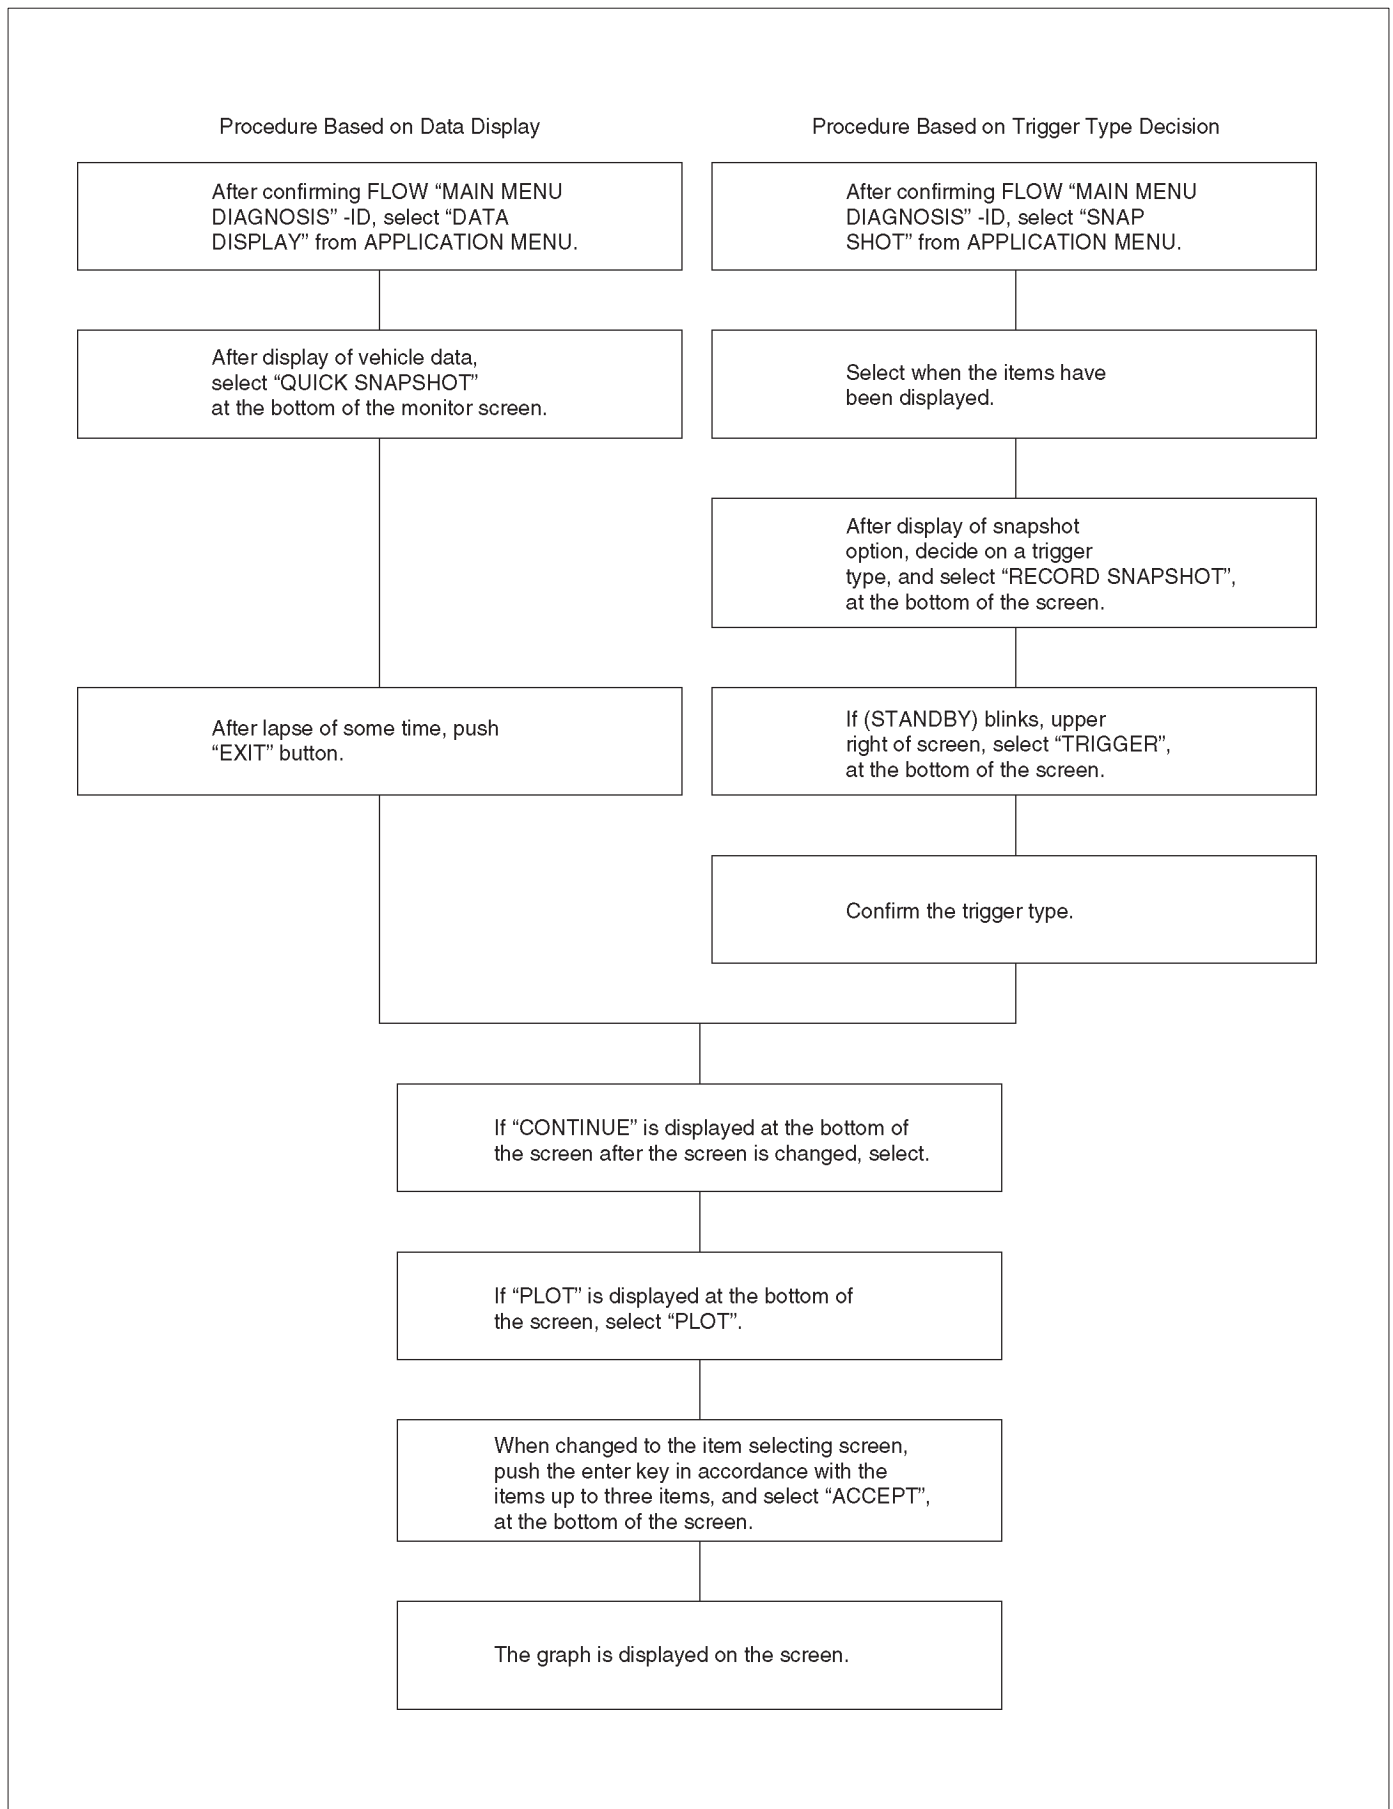 Procedure Based on Data Display
After confirming FLOW “MAIN MENU
DIAGNOSIS” -ID, select “DATA
DISPLAY” from APPLICATION MENU.
After display of vehicle data,
select “QUICK SNAPSHOT”
at the bottom of the monitor screen.
After lapse of some time, push
“EXIT” button.
Procedure Based on Trigger Type Decision
After confirming FLOW “MAIN MENU
DIAGNOSIS” -ID, select “SNAP
SHOT” from APPLICATION MENU.
Select when the items have
been displayed.
After display of snapshot
option, decide on a trigger
type, and select “RECORD SNAPSHOT”,
at the bottom of the screen.
If (STANDBY) blinks, upper
right of screen, select “TRIGGER”,
at the bottom of the screen.
Confirm the trigger type.
If “CONTINUE” is displayed at the bottom of
the screen after the screen is changed, select.
If “PLOT” is displayed at the bottom of
the screen, select “PLOT”.
When changed to the item selecting screen,
push the enter key in accordance with the
items up to three items, and select “ACCEPT”,
at the bottom of the screen.
The graph is displayed on the screen.